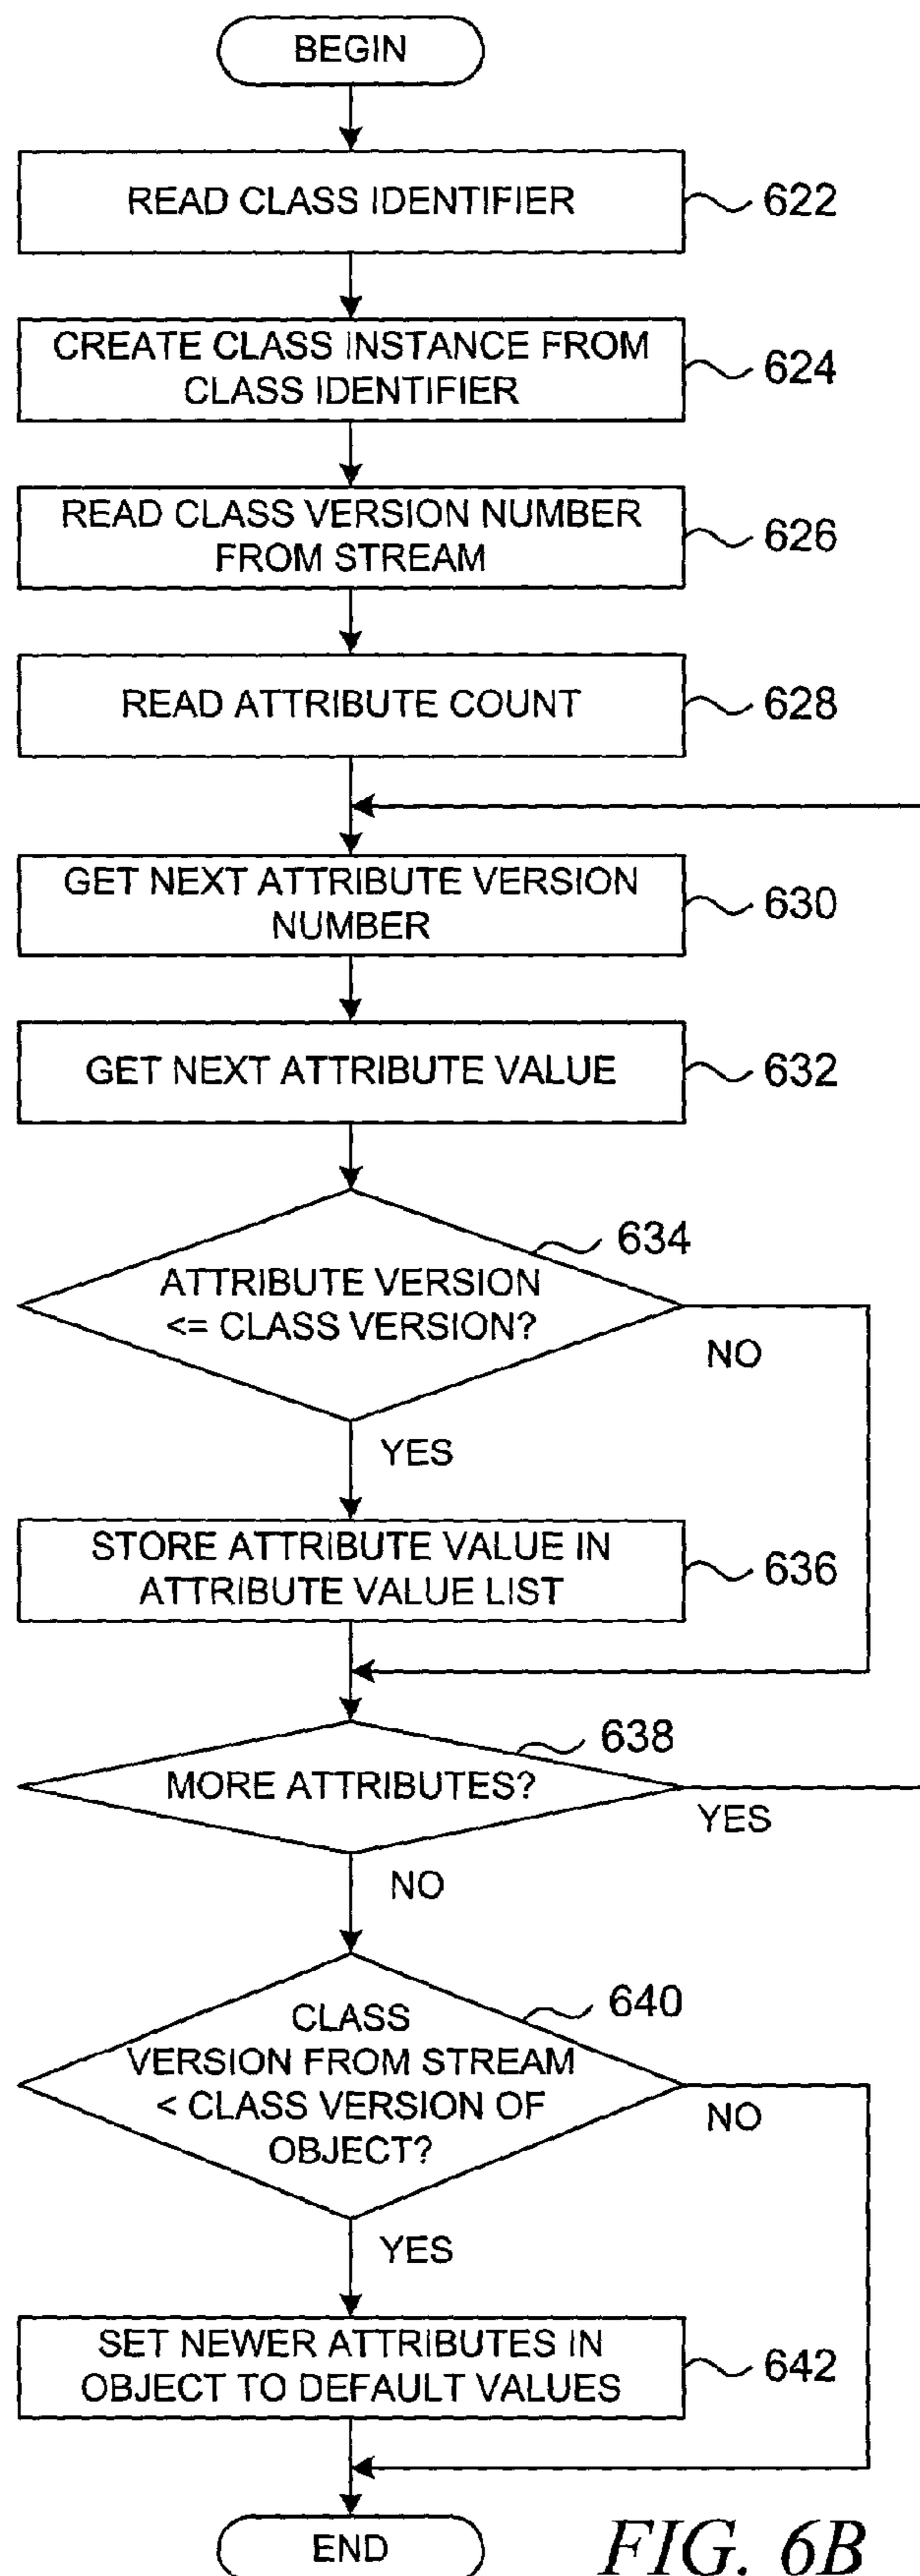 BEGIN
READ CLASS IDENTIFIER
622
CREATE CLASS INSTANCE FROM
CLASS IDENTIFIER
624
READ CLASS VERSION NUMBER
FROM STREAM
626
READ ATTRIBUTE COUNT
628
GET NEXT ATTRIBUTE VERSION
NUMBER
630
GET NEXT ATTRIBUTE VALUE
632
634
ATTRIBUTE VERSION
<= CLASS VERSION?
NO
YES
STORE ATTRIBUTE VALUE IN
ATTRIBUTE VALUE LIST
636
638
MORE ATTRIBUTES?
YES
NO
640
CLASS
VERSION FROM STREAM
< CLASS VERSION OF
OBJECT?
NO
YES
SET NEWER ATTRIBUTES IN
OBJECT TO DEFAULT VALUES
642
END
FIG. 6B